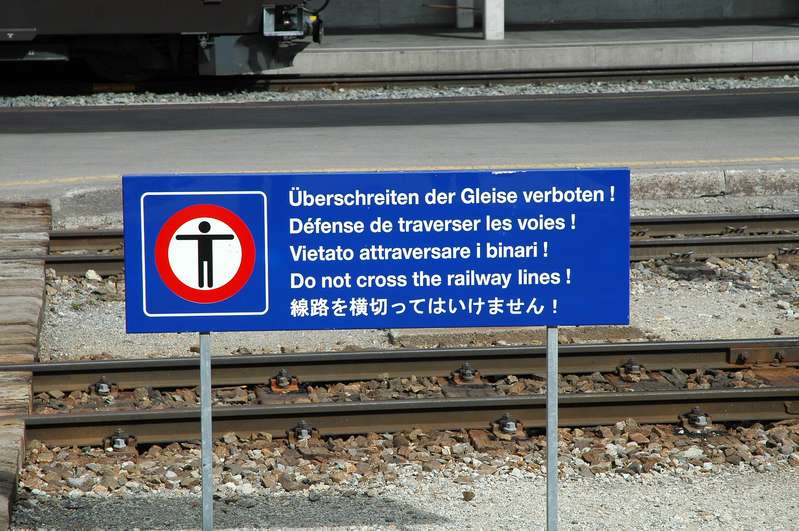 Überschreiten der Gleise verboten !
Défense de traverser les voies !
Vietato attraversare i binari !
Do not cross the railway lines !
線路を横切ってはいけません !